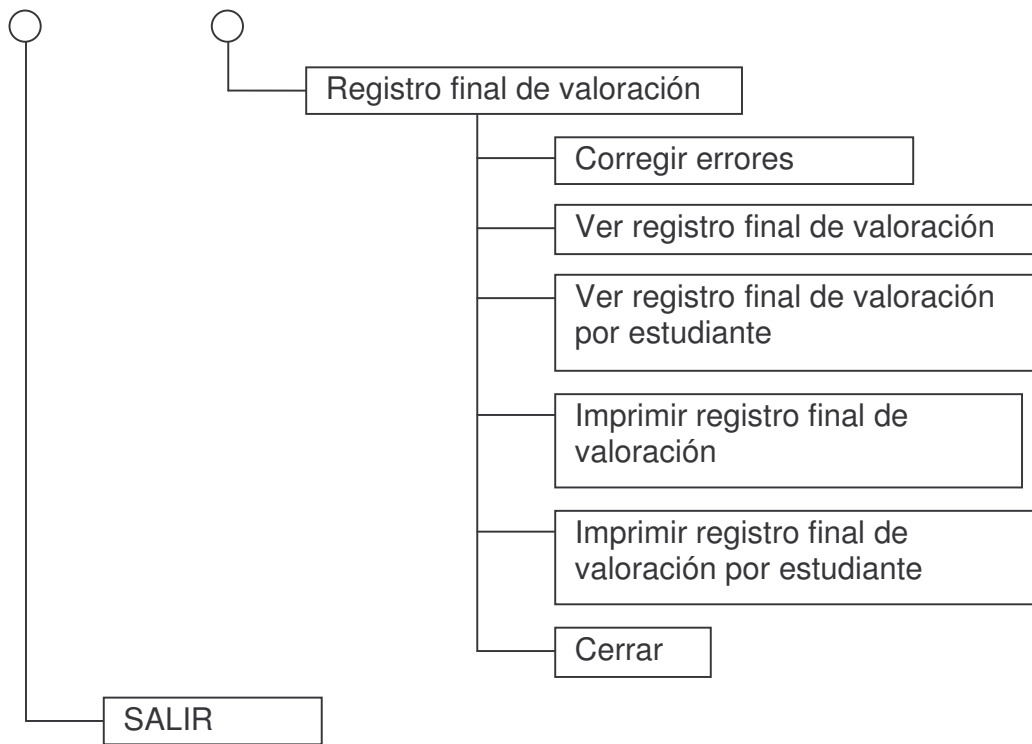 Registro final de valoración
Corregir errores
Ver registro final de valoración
Ver registro final de valoración
por estudiante
Imprimir registro final de
valoración
Imprimir registro final de
valoración por estudiante
Cerrar
SALIR